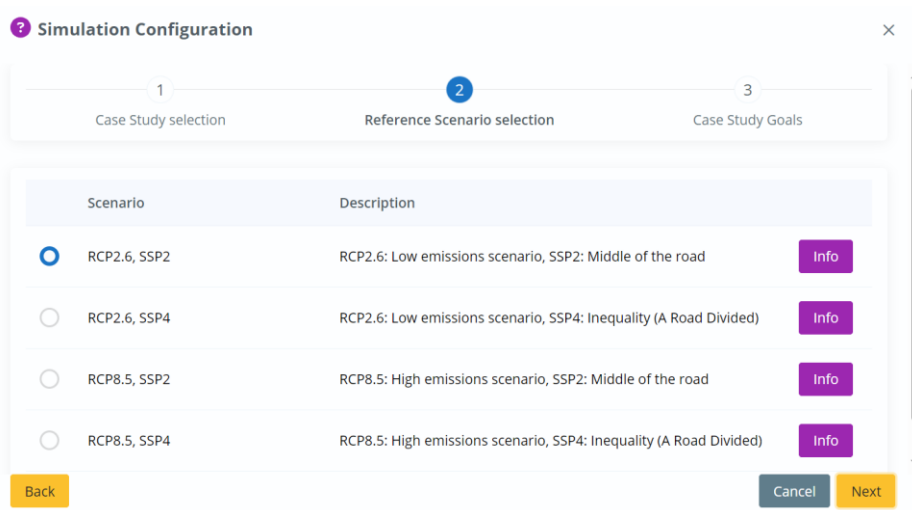 ? Simulation Configuration
1 2 3
Case Study selection Reference Scenario selection Case Study Goals
Scenario Description
RCP2.6, SSP2 RCP2.6: Low emissions scenario, SSP2: Middle of the road Info
RCP2.6, SSP4 RCP2.6: Low emissions scenario, SSP4: Inequality (A Road Divided) Info
RCP8.5, SSP2 RCP8.5: High emissions scenario, SSP2: Middle of the road Info
RCP8.5, SSP4 RCP8.5: High emissions scenario, SSP4: Inequality (A Road Divided) Info
Back Cancel Next